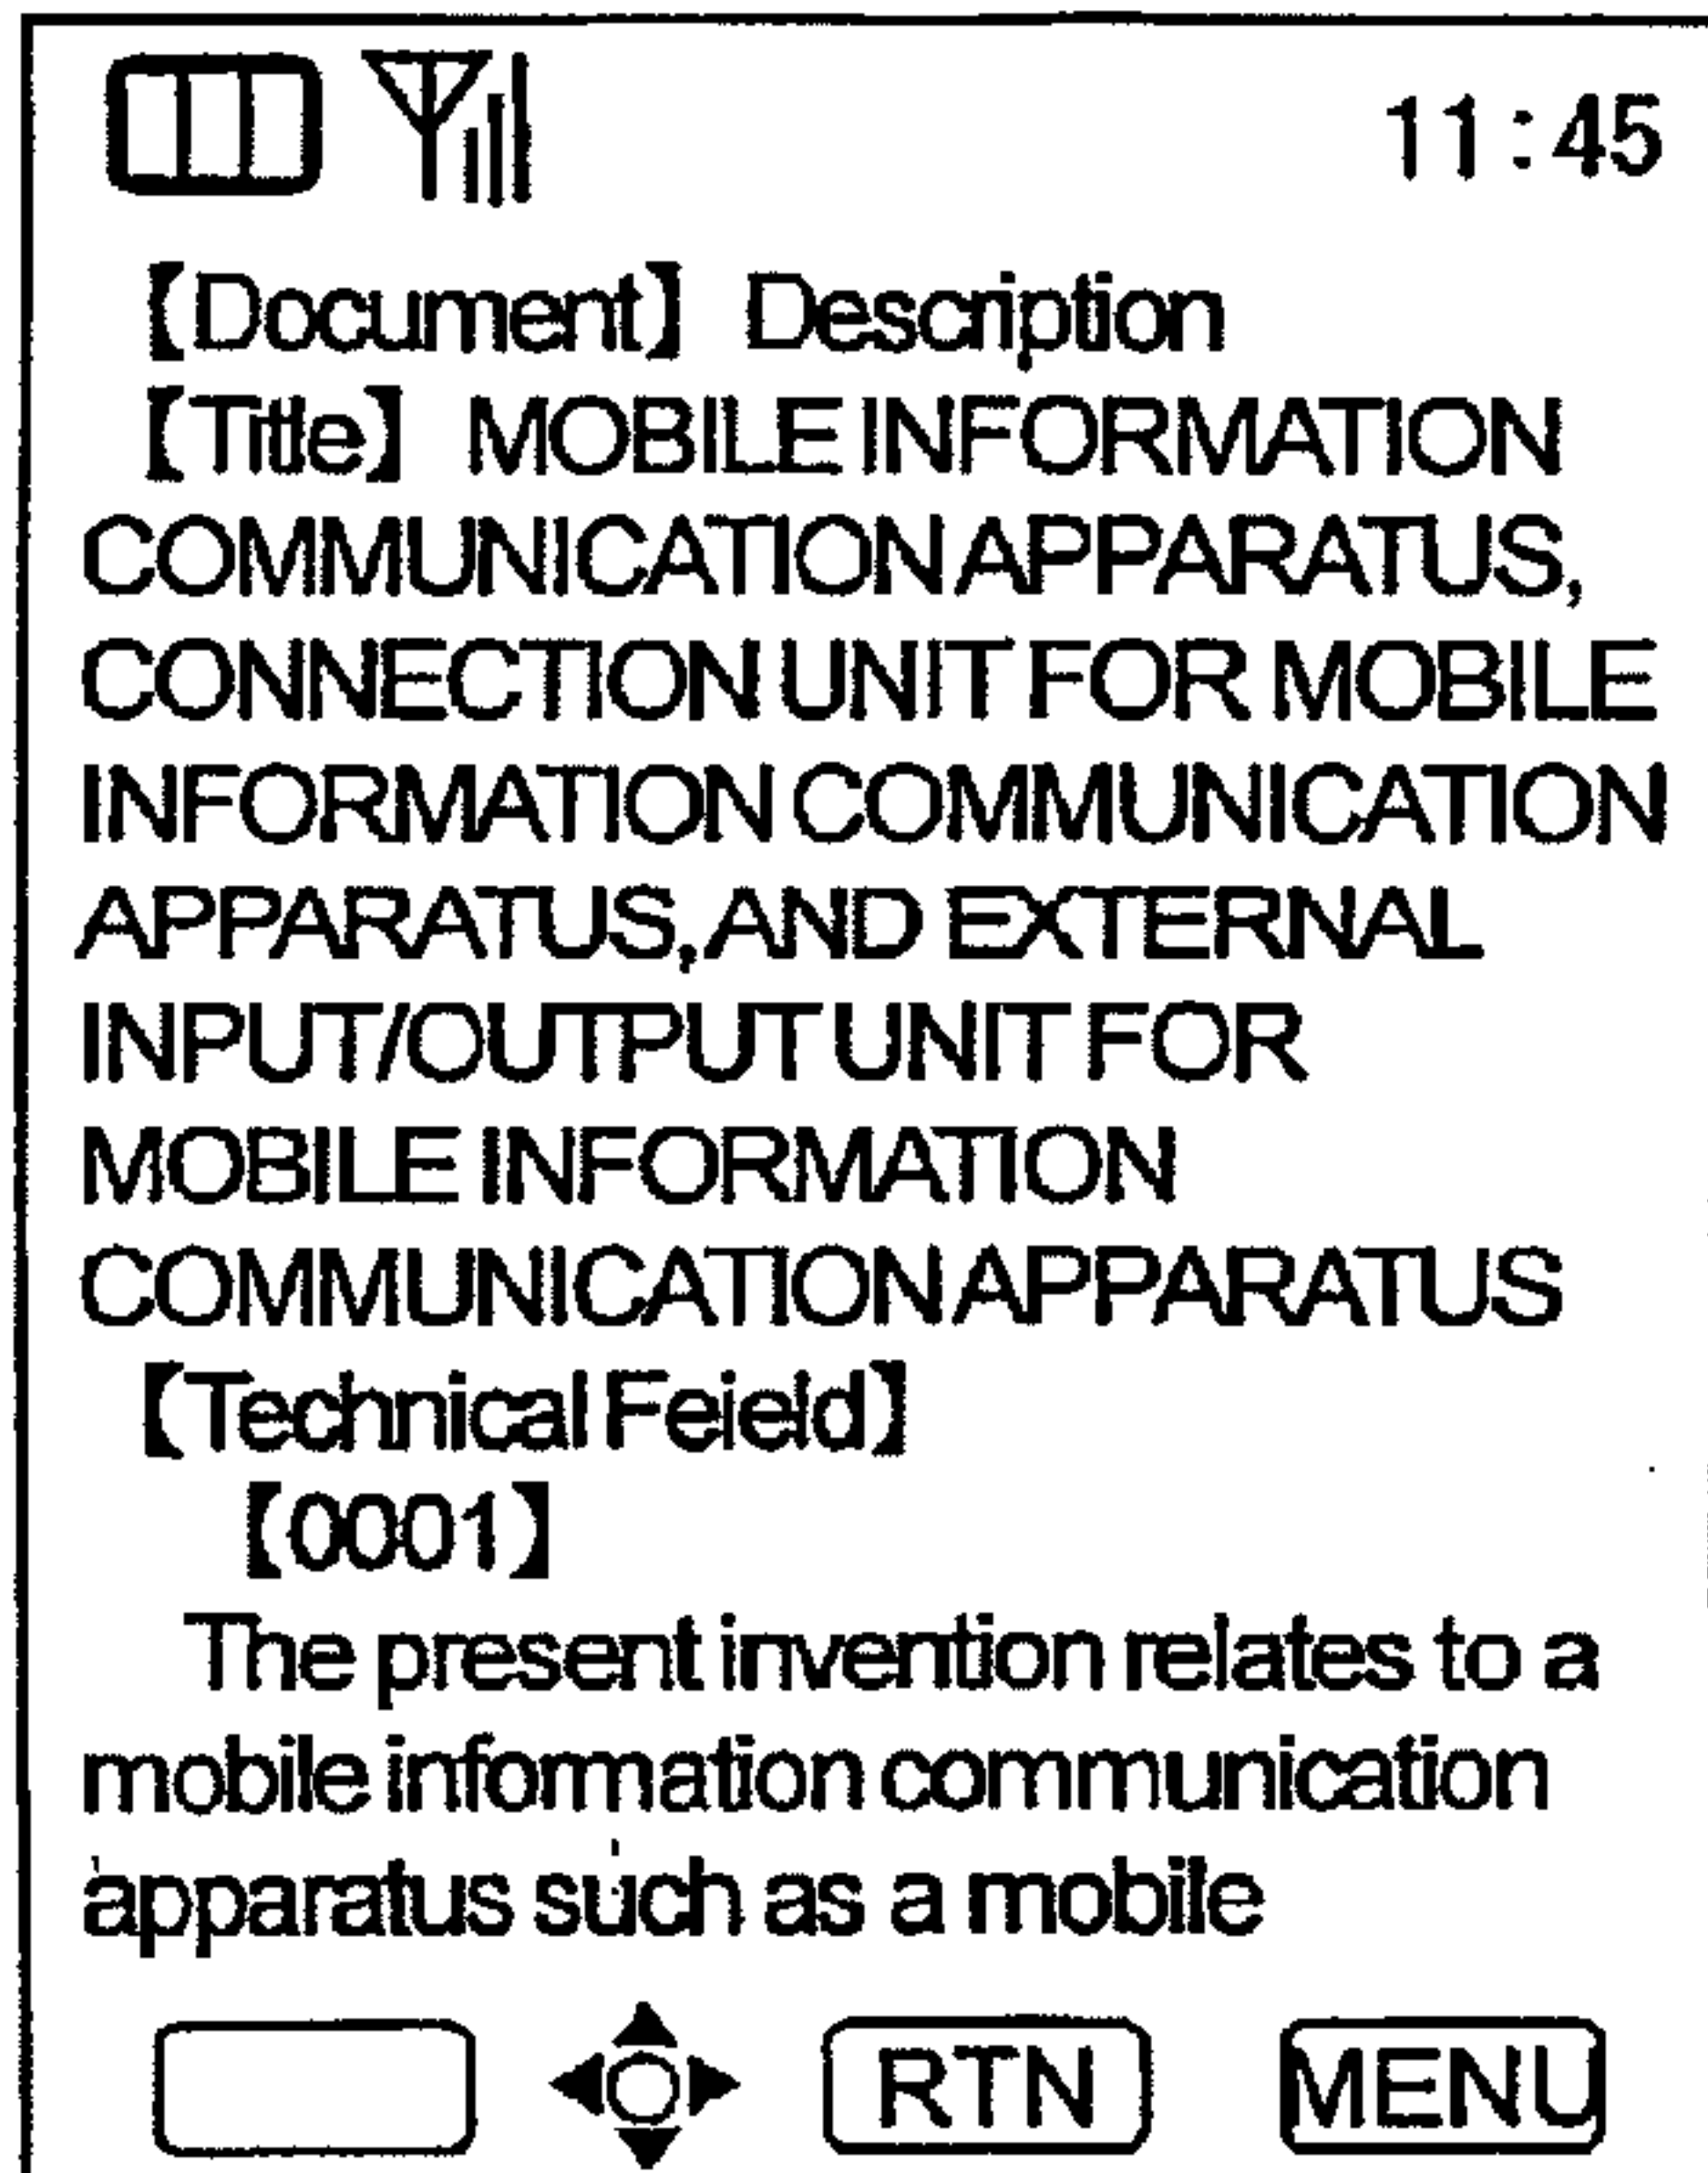 11:45
【Document】 Description
【Title】 MOBILE INFORMATION
COMMUNICATION APPARATUS,
CONNECTION UNIT FOR MOBILE
INFORMATION COMMUNICATION
APPARATUS, AND EXTERNAL
INPUT/OUTPUT UNIT FOR
MOBILE INFORMATION
COMMUNICATION APPARATUS
【Technical Feield】
【0001】
The present invention relates to a
mobile information communication
apparatus such as a mobile
RTN MENU